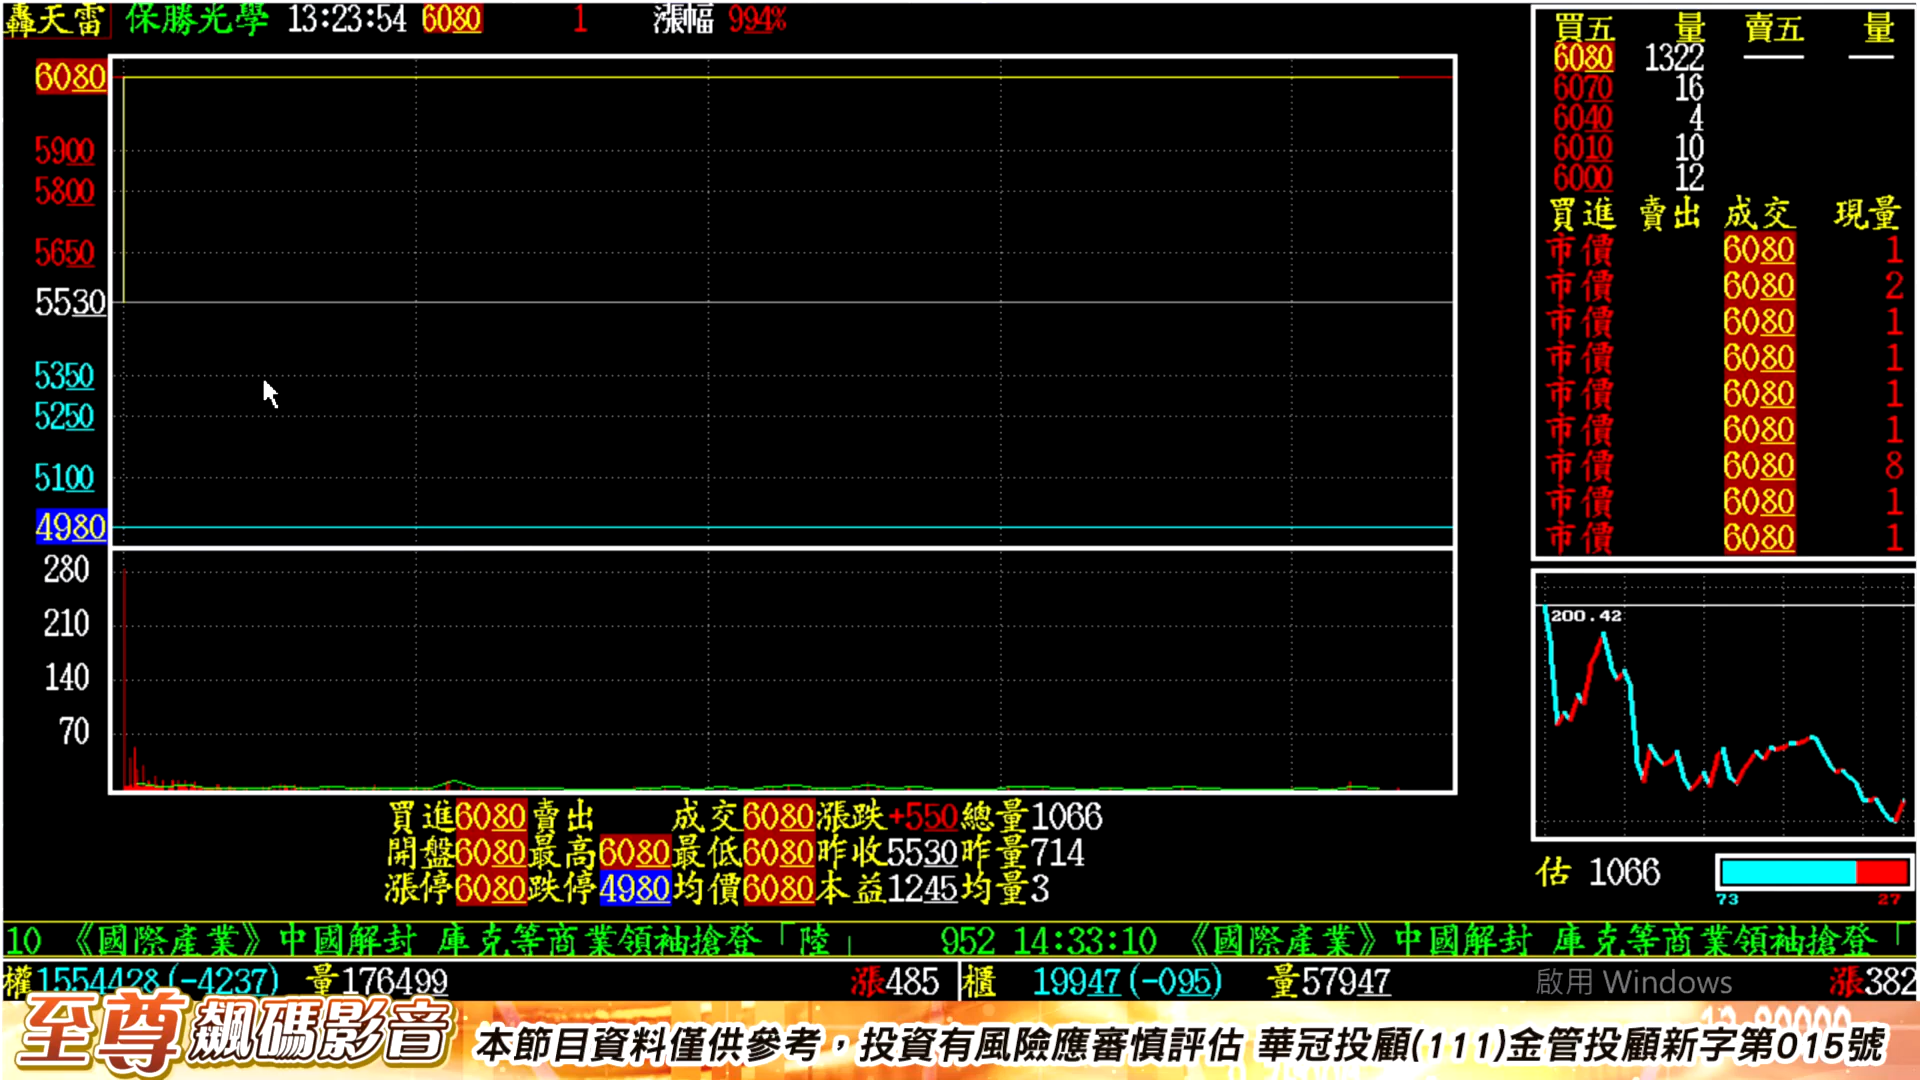 轟天雷 保勝光學 13:23:54 6080 1 漲幅 994%
6080
5900
5800
5650
5530
5350
5250
5100
4980
280
210
140
70
買五 量 賣五 量
6080 1322 — —
6070 16
6040 4
6010 10
6000 12
買進 賣出 成交 現量
市價 6080 1
市價 6080 2
市價 6080 1
市價 6080 1
市價 6080 1
市價 6080 1
市價 6080 8
市價 6080 1
市價 6080 1
200.42
估 1066
73 27
買進6080賣出 成交6080漲跌+550總量1066
開盤6080最高6080最低6080昨收5530昨量714
漲停6080跌停4980均價6080本益1245均量3
10 《國際產業》中國解封 庫克等商業領袖搶登「陸」 952 14:33:10 《國際產業》中國解封 庫克等商業領袖搶登「
權1554428(-4237) 量176499 漲485 櫃 19947(-095) 量57947 啟用 Windows 漲382
至尊飆碼影音 本節目資料僅供參考，投資有風險應審慎評估 華冠投顧(111)金管投顧新字第015號